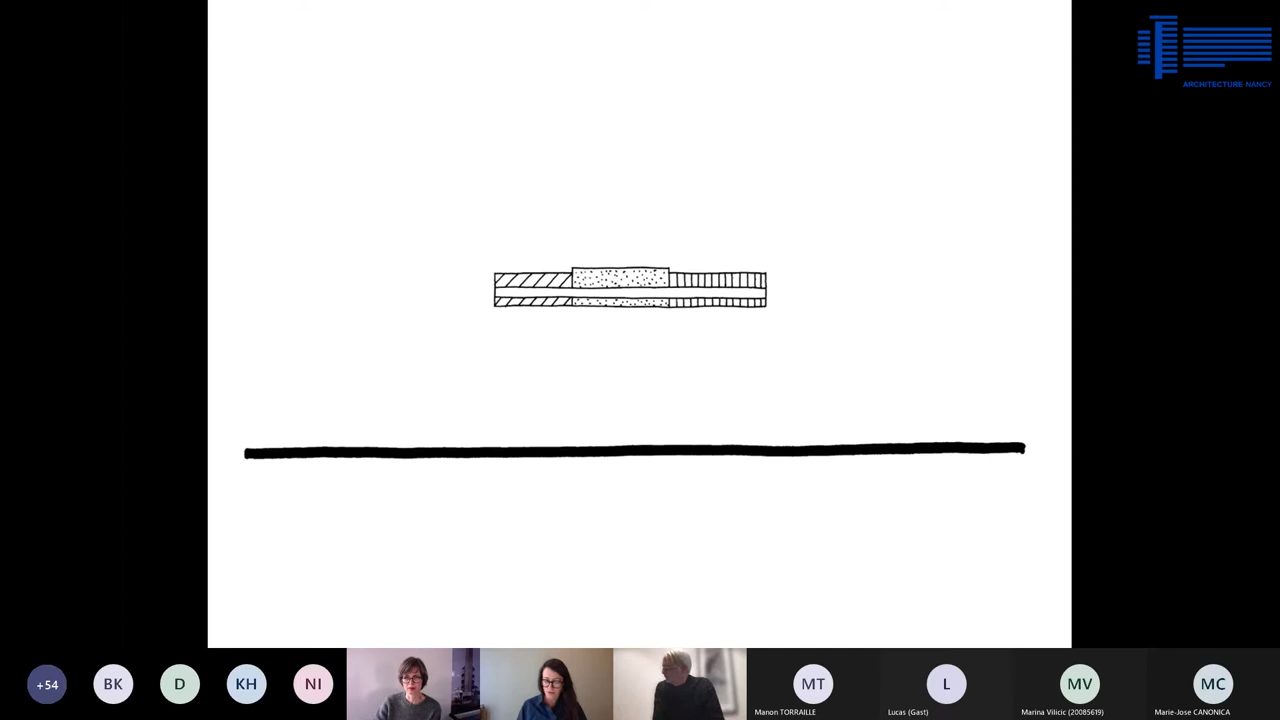 ARCHITECTURE NANCY
+54
BK
D
KH
NI
MT
L
MV
MC
Manon TORRAILLE
Lucas (Gast)
Marina Vilicic (20085619)
Marie-Jose CANONICA